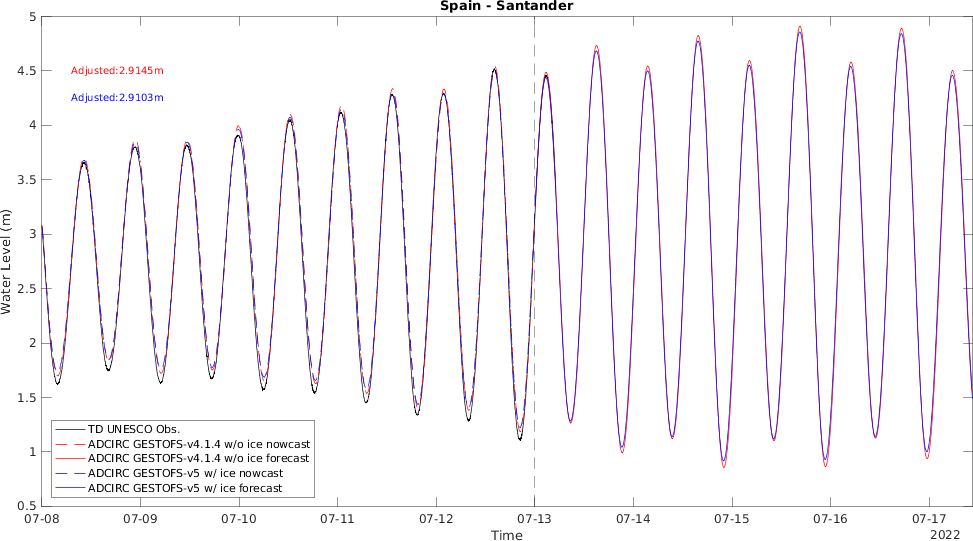 Spain - Santander
5
4.5
4
3.5
3
2.5
2
1.5
1
0.5
Water Level (m)
Adjusted:2.9145m
Adjusted:2.9103m
TD UNESCO Obs.
ADCIRC GESTOFS-v4.1.4 w/o ice nowcast
ADCIRC GESTOFS-v4.1.4 w/o ice forecast
ADCIRC GESTOFS-v5 w/ ice nowcast
ADCIRC GESTOFS-v5 w/ ice forecast
07-08 07-09 07-10 07-11 07-12 07-13 07-14 07-15 07-16 07-17
Time
2022